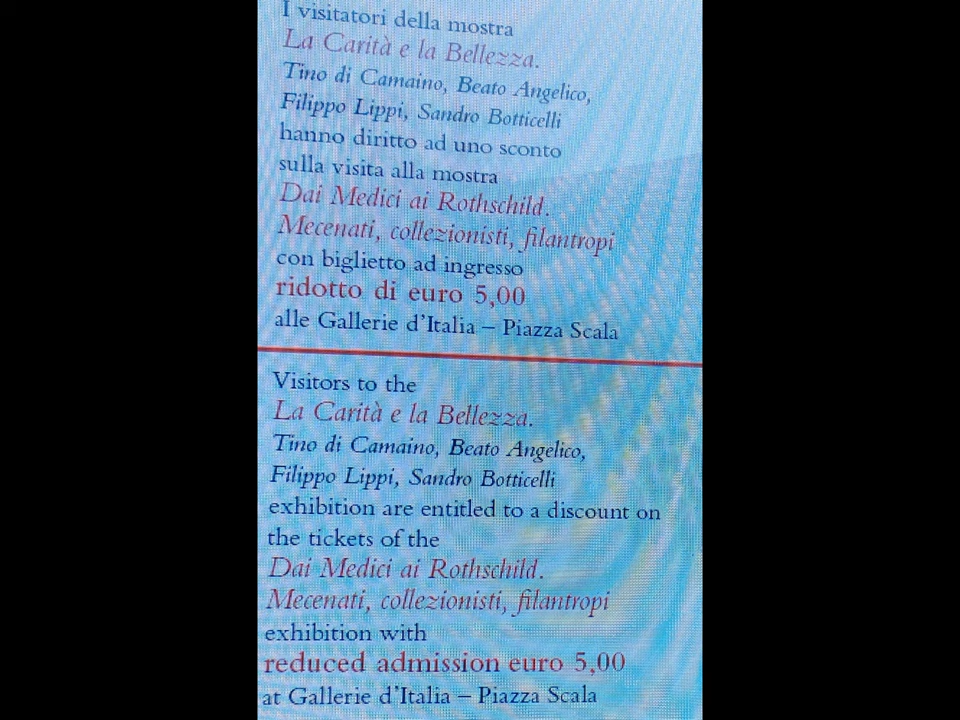 I visitatori della mostra
La Carità e la Bellezza.
Tino di Camaino, Beato Angelico,
Filippo Lippi, Sandro Botticelli
hanno diritto ad uno sconto
sulla visita alla mostra
Dai Medici ai Rothschild.
Mecenati, collezionisti, filantropi
con biglietto ad ingresso
ridotto di euro 5,00
alle Gallerie d'Italia – Piazza Scala
Visitors to the
La Carità e la Bellezza.
Tino di Camaino, Beato Angelico,
Filippo Lippi, Sandro Botticelli
exhibition are entitled to a discount on
the tickets of the
Dai Medici ai Rothschild.
Mecenati, collezionisti, filantropi
exhibition with
reduced admission euro 5,00
at Gallerie d'Italia – Piazza Scala